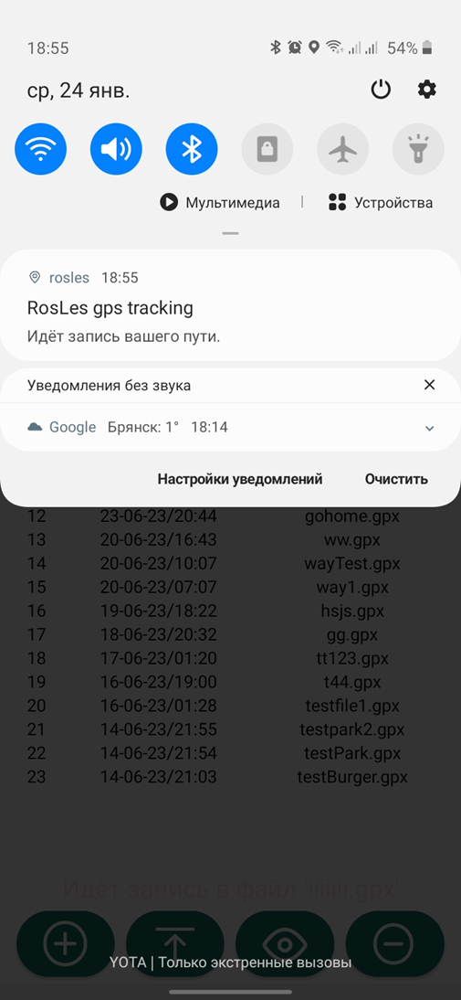 18:55 54%
ср, 24 янв.
Мультимедиа | Устройства
rosles 18:55
RosLes gps tracking
Идёт запись вашего пути.
Уведомления без звука
Google Брянск: 1° 18:14
Настройки уведомлений Очистить
12 23-06-23/20:44 gohome.gpx
13 20-06-23/16:43 ww.gpx
14 20-06-23/10:07 wayTest.gpx
15 20-06-23/07:07 way1.gpx
16 19-06-23/18:22 hsjs.gpx
17 18-06-23/20:32 gg.gpx
18 17-06-23/01:20 tt123.gpx
19 16-06-23/19:00 t44.gpx
20 16-06-23/01:28 testfile1.gpx
21 14-06-23/21:55 testpark2.gpx
22 14-06-23/21:54 testPark.gpx
23 14-06-23/21:03 testBurger.gpx
Идёт запись в файл
YOTA | Только экстренные вызовы